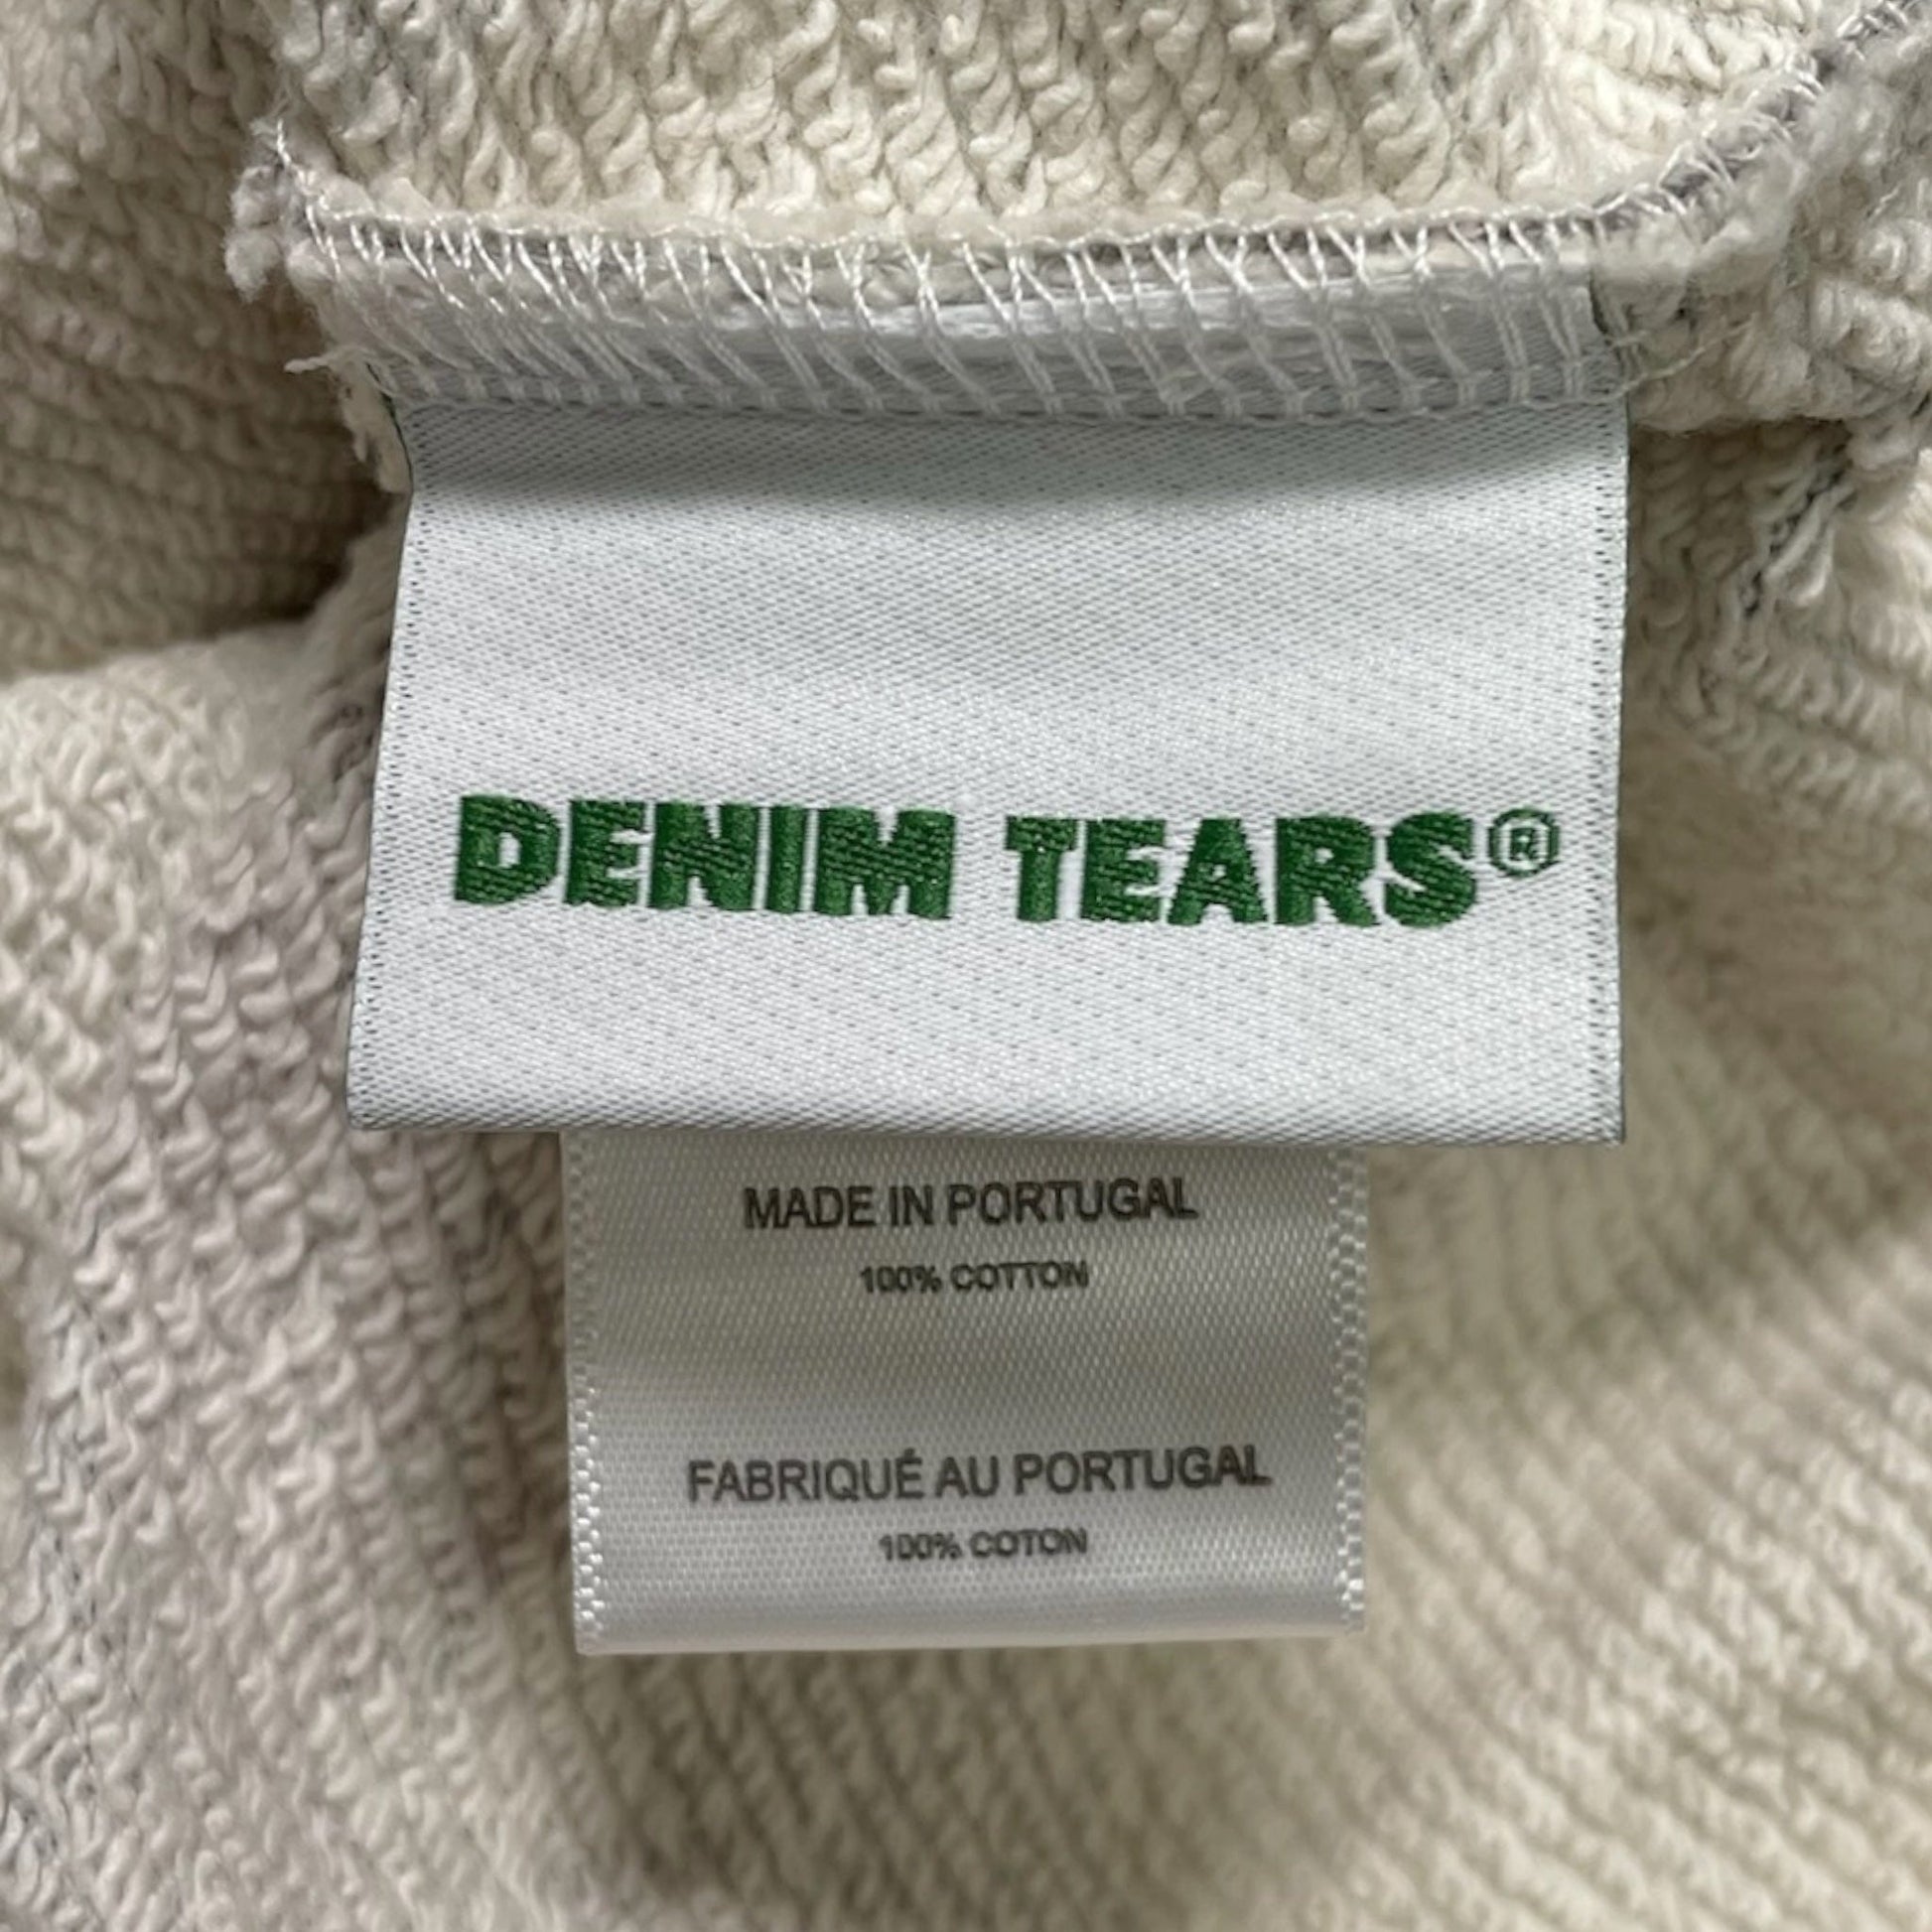 DENIM TEARS®
MADE IN PORTUGAL
100% COTTON
FABRIQUÉ AU PORTUGAL
100% COTON